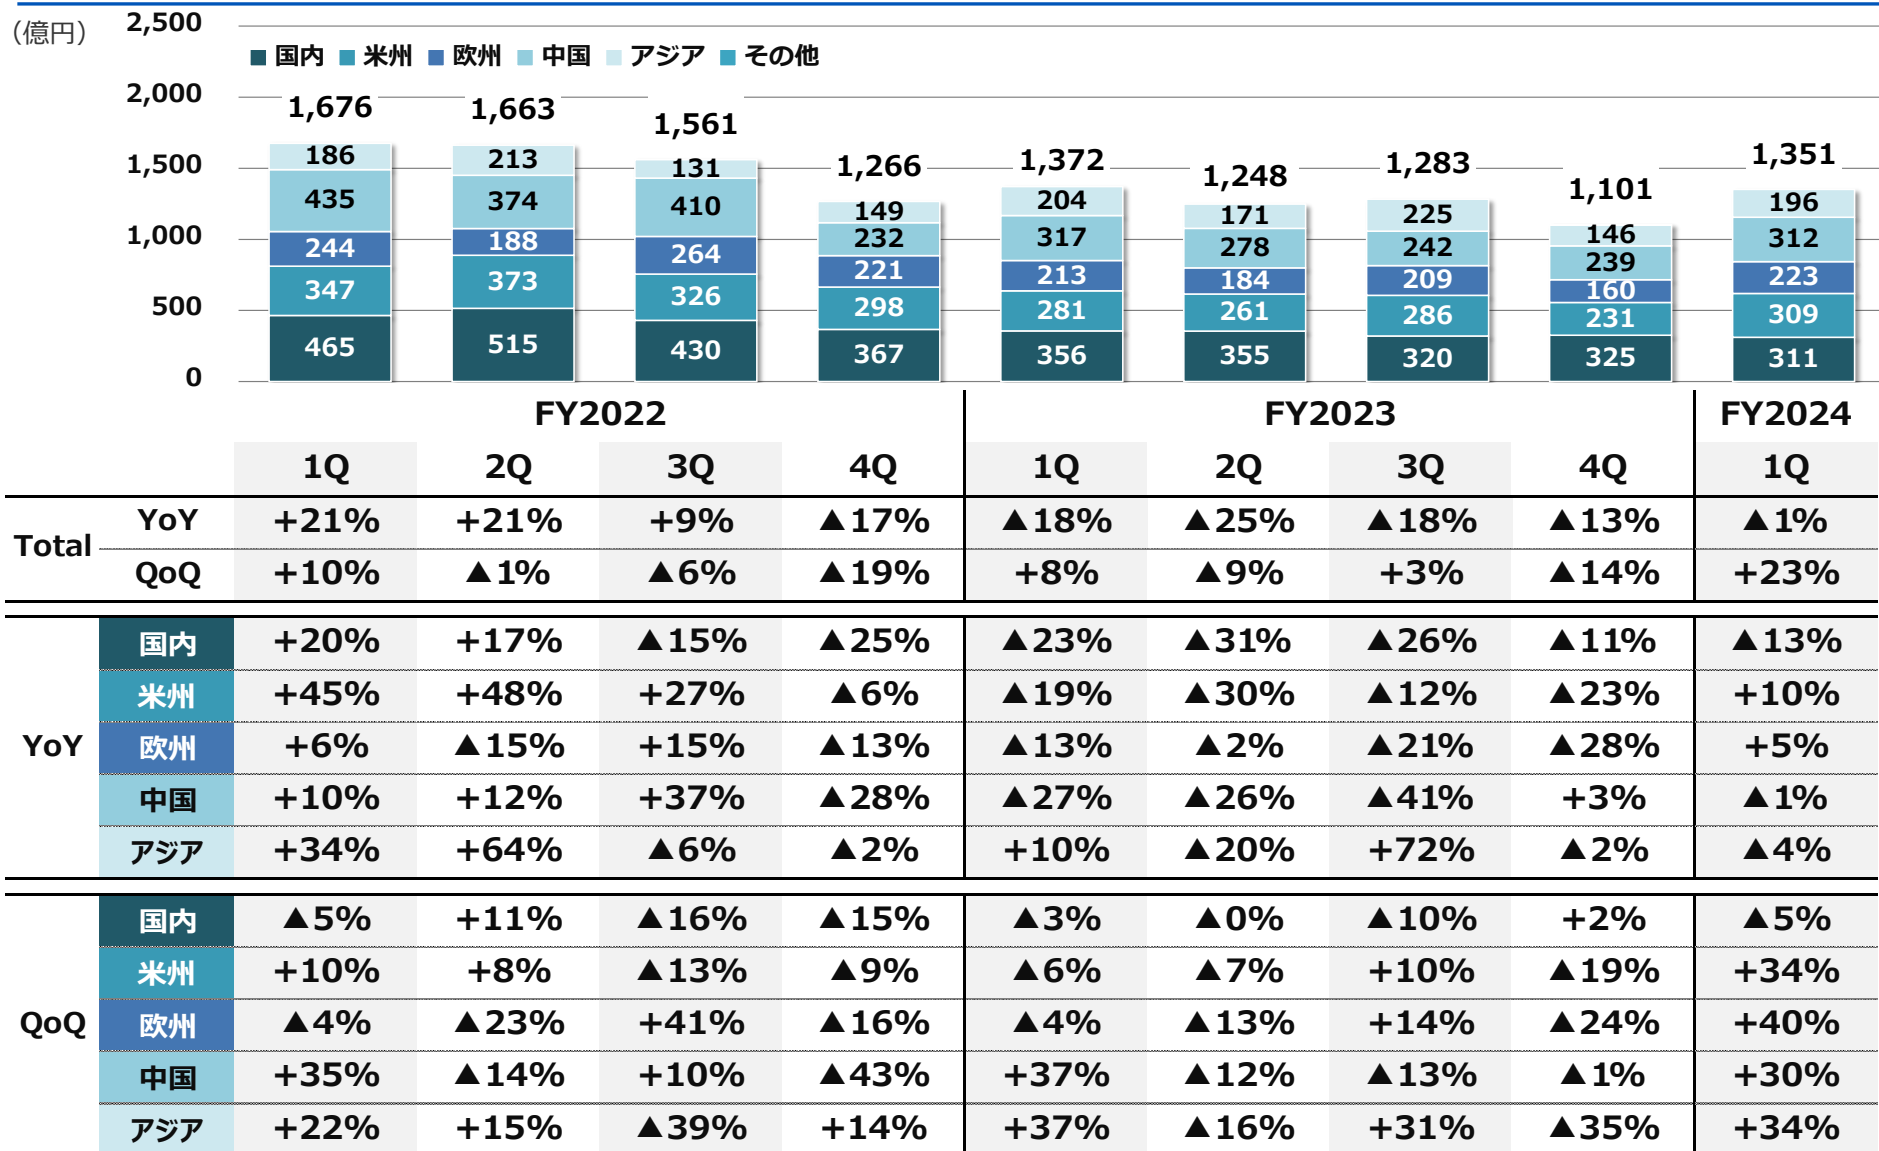 （億円）
2,500
■ 国内 ■ 米州 ■ 欧州 ■ 中国 ■ アジア ■ その他
2,000
1,500
1,000
500
0
1,676 1,663 1,561 1,266 1,372 1,248 1,283 1,101 1,351
186 213 131 149 204 171 225 146 196
435 374 410 232 317 278 242 239 312
244 188 264 221 213 184 209 160 223
347 373 326 298 281 261 286 231 309
465 515 430 367 356 355 320 325 311
FY2022 FY2023 FY2024
1Q 2Q 3Q 4Q 1Q 2Q 3Q 4Q 1Q
Total
YoY +21% +21% +9% ▲17% ▲18% ▲25% ▲18% ▲13% ▲1%
QoQ +10% ▲1% ▲6% ▲19% +8% ▲9% +3% ▲14% +23%
YoY
国内 +20% +17% ▲15% ▲25% ▲23% ▲31% ▲26% ▲11% ▲13%
米州 +45% +48% +27% ▲6% ▲19% ▲30% ▲12% ▲23% +10%
欧州 +6% ▲15% +15% ▲13% ▲13% ▲2% ▲21% ▲28% +5%
中国 +10% +12% +37% ▲28% ▲27% ▲26% ▲41% +3% ▲1%
アジア +34% +64% ▲6% ▲2% +10% ▲20% +72% ▲2% ▲4%
QoQ
国内 ▲5% +11% ▲16% ▲15% ▲3% ▲0% ▲10% +2% ▲5%
米州 +10% +8% ▲13% ▲9% ▲6% ▲7% +10% ▲19% +34%
欧州 ▲4% ▲23% +41% ▲16% ▲4% ▲13% +14% ▲24% +40%
中国 +35% ▲14% +10% ▲43% +37% ▲12% ▲13% ▲1% +30%
アジア +22% +15% ▲39% +14% +37% ▲16% +31% ▲35% +34%